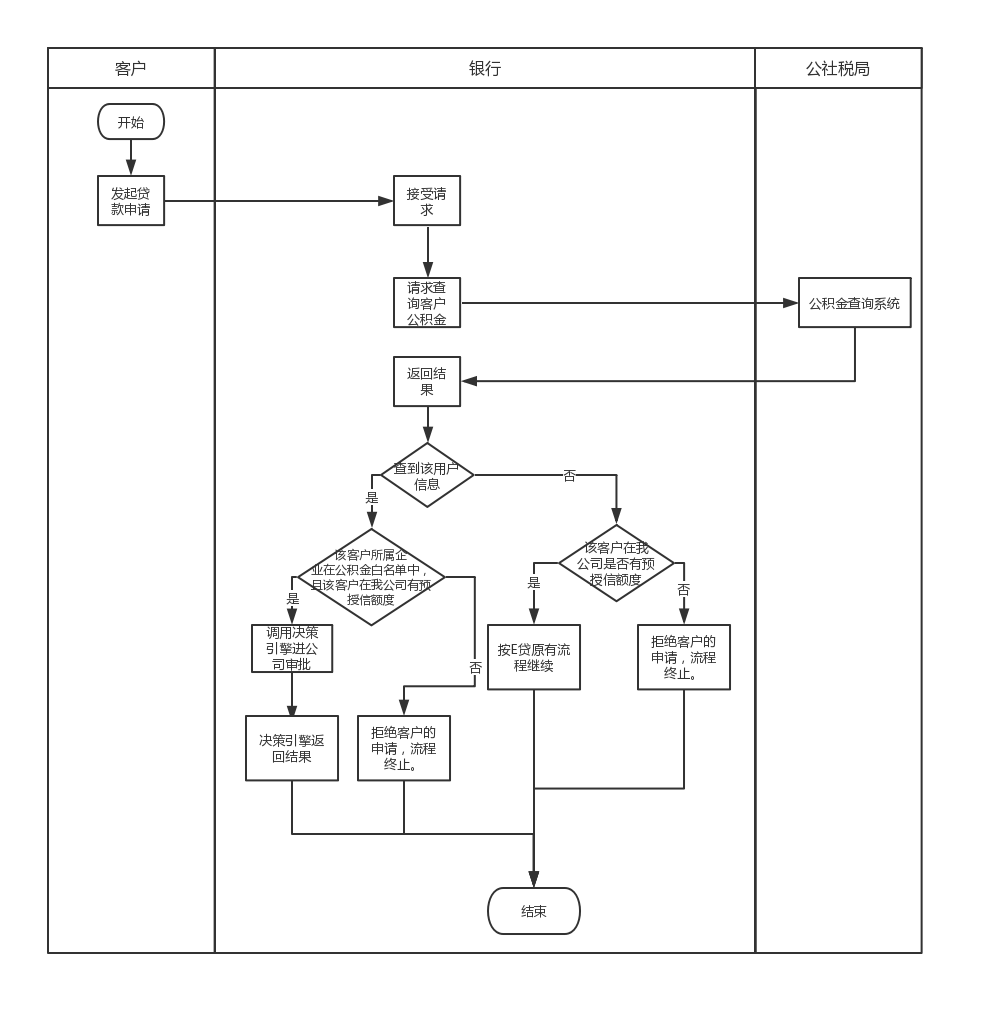 客户
银行
公社税局
开始
发起贷
款申请
接受请
求
请求查
询客户
公积金
公积金查询系统
返回结
果
查到该用户
信息
是
否
该客户所属企
业在公积金白名单中，
且该客户在我公司有预
授信额度
该客户在我
公司是否有预
授信额度
是
否
是
否
调用决策
引擎进公
司审批
按E贷原有流
程继续
拒绝客户的
申请，流程
终止。
决策引擎返
回结果
拒绝客户的
申请，流程
终止。
结束